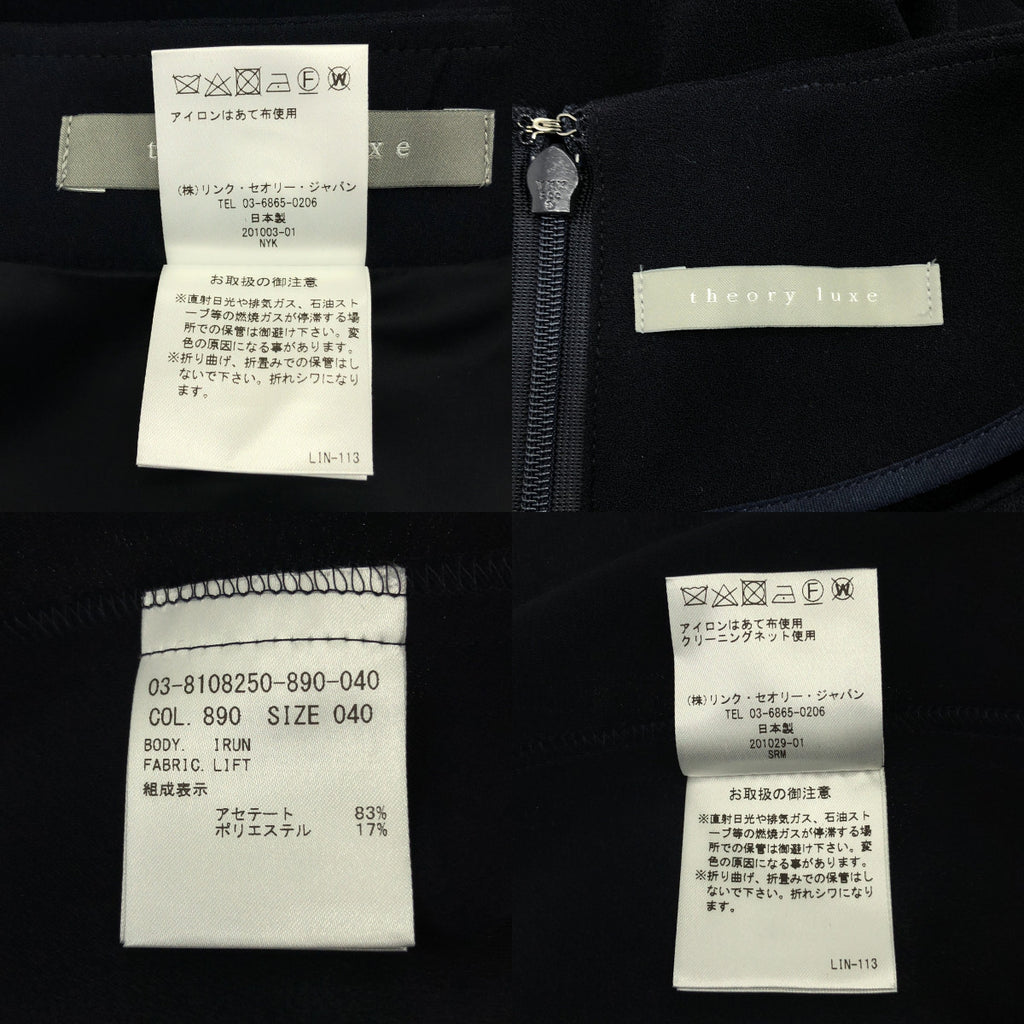 F W
アイロンはあて布使用
t xe
(株)リンク・セオリー・ジャパン
TEL 03-6865-0206
日本製
201003-01
NYK
お取扱の御注意
※直射日光や排気ガス、石油スト
ーブ等の燃焼ガスが停滞する場
所での保管は御避け下さい。変
色の原因になる事があります。
※折り曲げ、折畳みでの保管はし
ないで下さい。折れシワになり
ます。
LIN-113
theory luxe
03-8108250-890-040
COL. 890 SIZE 040
BODY. IRUN
FABRIC. LIFT
組成表示
アセテート 83%
ポリエステル 17%
F W
アイロンはあて布使用
クリーニングネット使用
(株)リンク・セオリー・ジャパン
TEL 03-6865-0206
日本製
201029-01
SRM
お取扱の御注意
※直射日光や排気ガス、石油スト
ーブ等の燃焼ガスが停滞する場
所での保管は御避け下さい。変
色の原因になる事があります。
※折り曲げ、折畳みでの保管はし
ないで下さい。折れシワになり
ます。
LIN-113